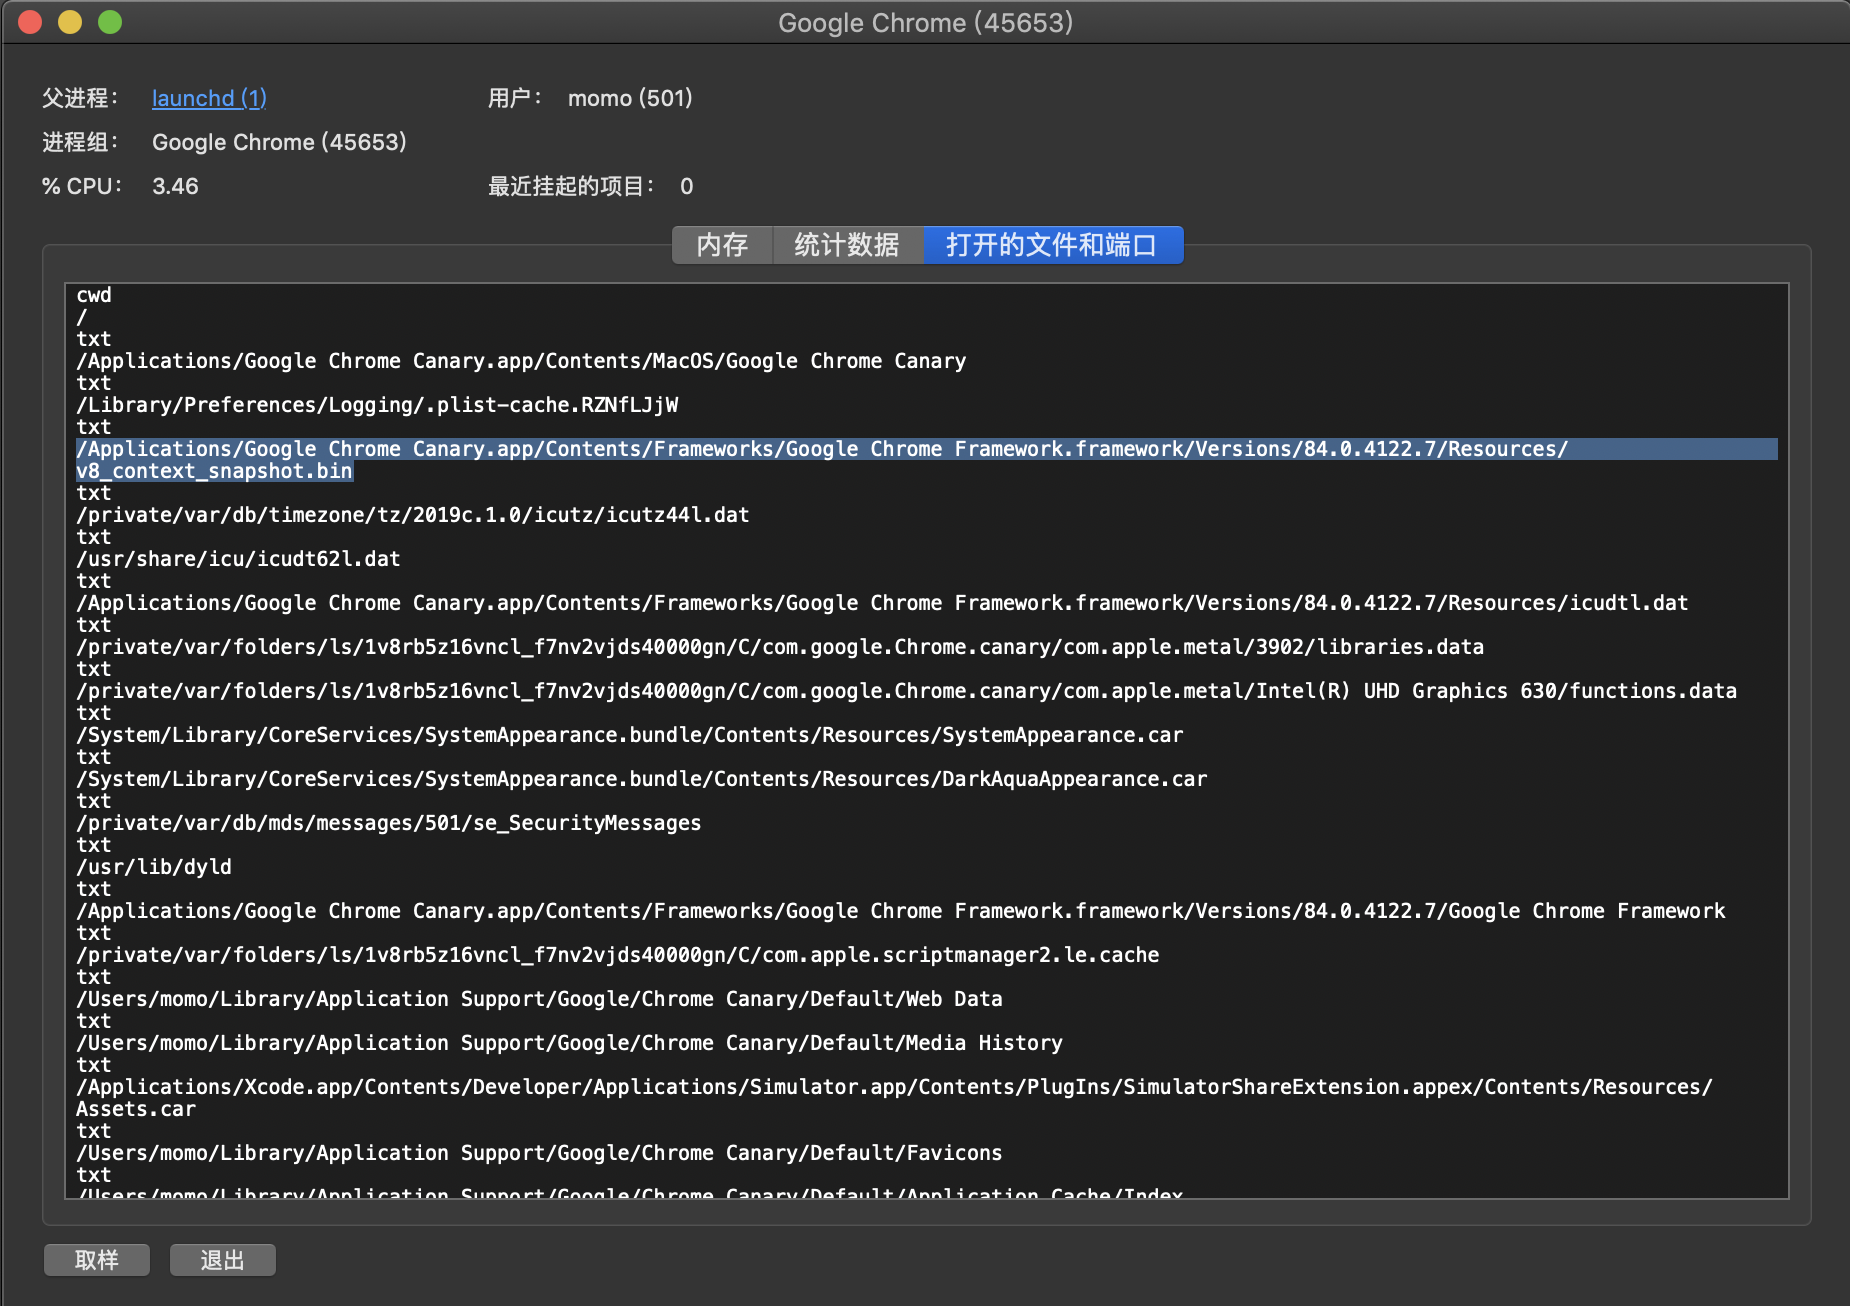 Google Chrome (45653)
父进程： launchd (1) 用户： momo (501)
进程组： Google Chrome (45653)
% CPU： 3.46 最近挂起的项目： 0
内存 统计数据 打开的文件和端口
cwd
/
txt
/Applications/Google Chrome Canary.app/Contents/MacOS/Google Chrome Canary
txt
/Library/Preferences/Logging/.plist-cache.RZNfLJjW
txt
/Applications/Google Chrome Canary.app/Contents/Frameworks/Google Chrome Framework.framework/Versions/84.0.4122.7/Resources/
v8_context_snapshot.bin
txt
/private/var/db/timezone/tz/2019c.1.0/icutz/icutz44l.dat
txt
/usr/share/icu/icudt62l.dat
txt
/Applications/Google Chrome Canary.app/Contents/Frameworks/Google Chrome Framework.framework/Versions/84.0.4122.7/Resources/icudtl.dat
txt
/private/var/folders/ls/1v8rb5z16vncl_f7nv2vjds40000gn/C/com.google.Chrome.canary/com.apple.metal/3902/libraries.data
txt
/private/var/folders/ls/1v8rb5z16vncl_f7nv2vjds40000gn/C/com.google.Chrome.canary/com.apple.metal/Intel(R) UHD Graphics 630/functions.data
txt
/System/Library/CoreServices/SystemAppearance.bundle/Contents/Resources/SystemAppearance.car
txt
/System/Library/CoreServices/SystemAppearance.bundle/Contents/Resources/DarkAquaAppearance.car
txt
/private/var/db/mds/messages/501/se_SecurityMessages
txt
/usr/lib/dyld
txt
/Applications/Google Chrome Canary.app/Contents/Frameworks/Google Chrome Framework.framework/Versions/84.0.4122.7/Google Chrome Framework
txt
/private/var/folders/ls/1v8rb5z16vncl_f7nv2vjds40000gn/C/com.apple.scriptmanager2.le.cache
txt
/Users/momo/Library/Application Support/Google/Chrome Canary/Default/Web Data
txt
/Users/momo/Library/Application Support/Google/Chrome Canary/Default/Media History
txt
/Applications/Xcode.app/Contents/Developer/Applications/Simulator.app/Contents/PlugIns/SimulatorShareExtension.appex/Contents/Resources/
Assets.car
txt
/Users/momo/Library/Application Support/Google/Chrome Canary/Default/Favicons
txt
/Users/momo/Library/Application Support/Google/Chrome Canary/Default/Application Cache/Index
取样 退出